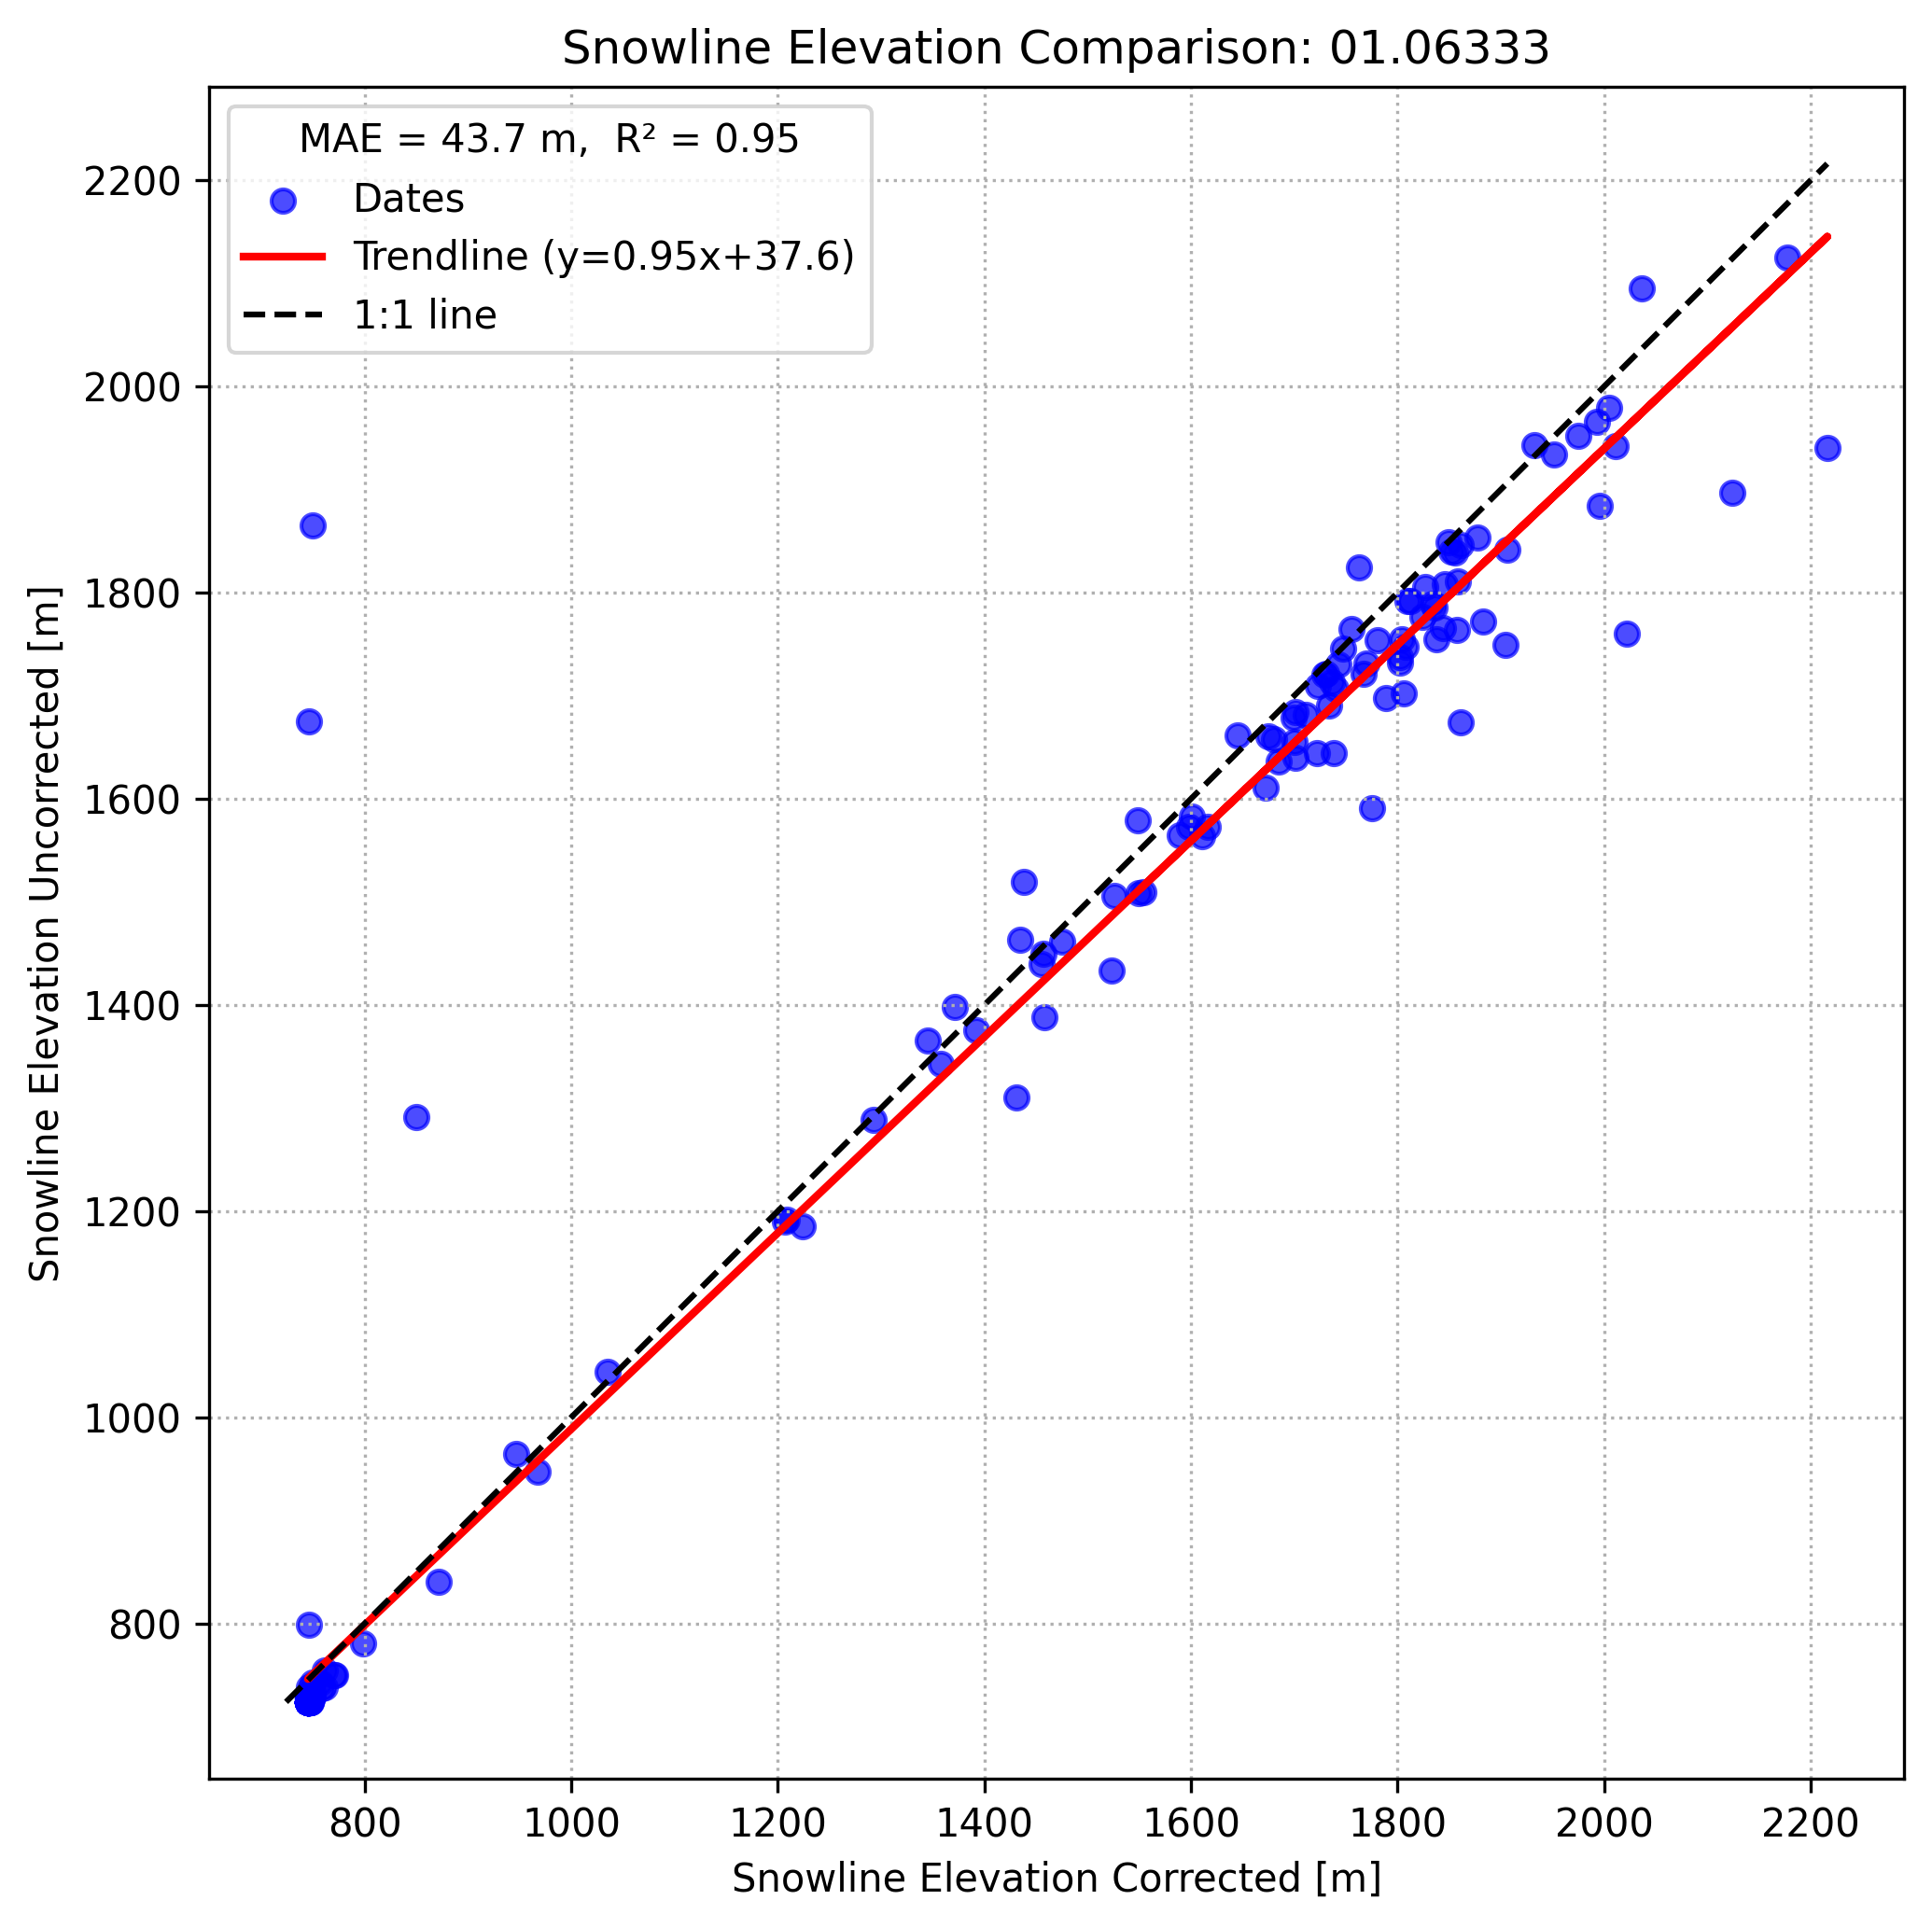 Snowline Elevation Comparison: 01.06333
MAE = 43.7 m,  R² = 0.95
Dates
Trendline (y=0.95x+37.6)
1:1 line
2200
2000
1800
1600
1400
1200
1000
800
Snowline Elevation Uncorrected [m]
800 1000 1200 1400 1600 1800 2000 2200
Snowline Elevation Corrected [m]